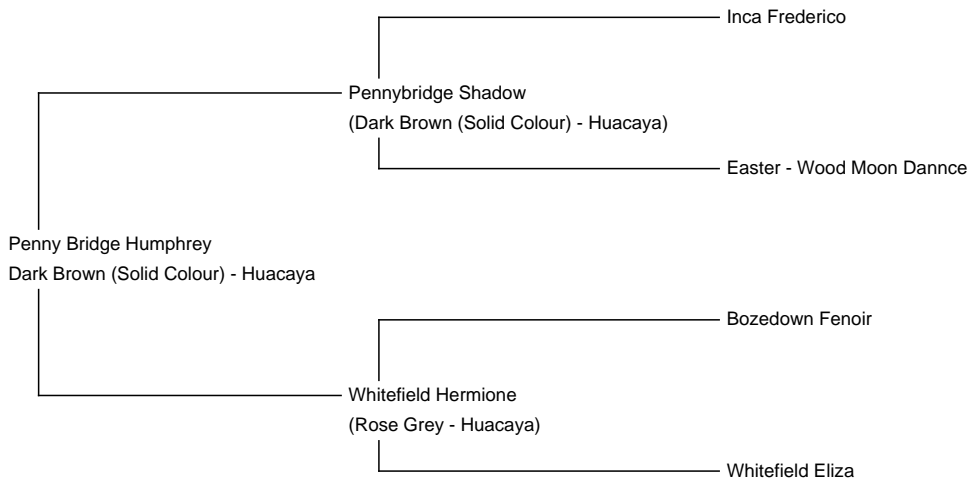 Inca Frederico
Pennybridge Shadow
(Dark Brown (Solid Colour) - Huacaya)
Easter - Wood Moon Dannce
Penny Bridge Humphrey
Dark Brown (Solid Colour) - Huacaya
Bozedown Fenoir
Whitefield Hermione
(Rose Grey - Huacaya)
Whitefield Eliza